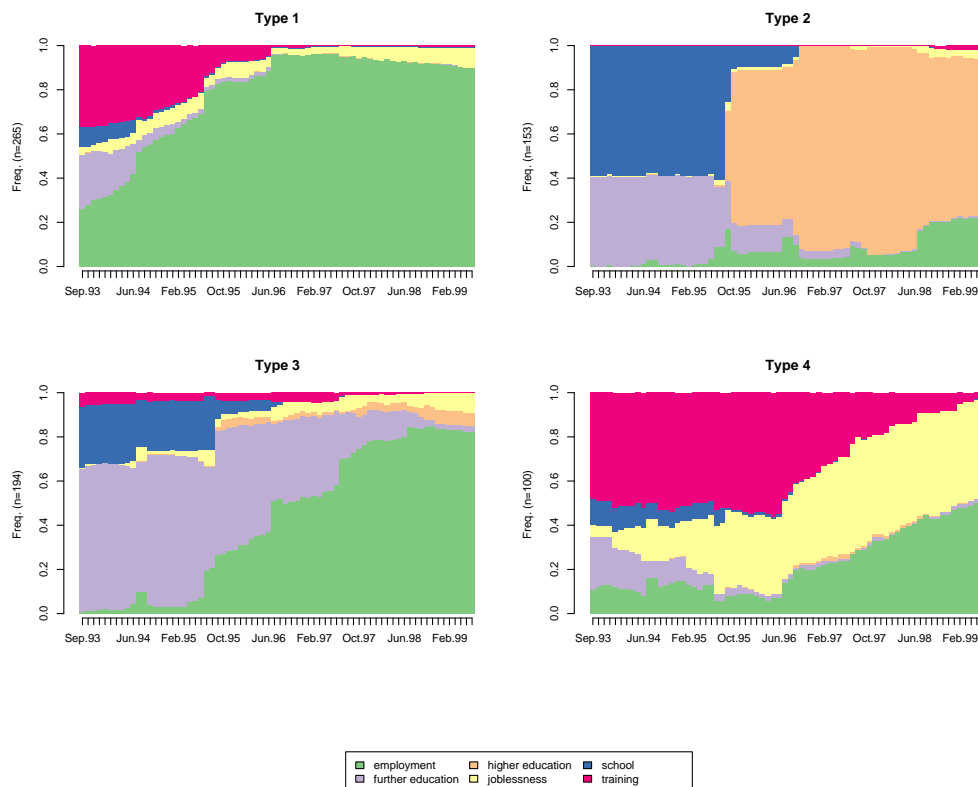 Type 1
Freq. (n=265)
0.0 0.2 0.4 0.6 0.8 1.0
Sep.93 Jun.94 Feb.95 Oct.95 Jun.96 Feb.97 Oct.97 Jun.98 Feb.99
Type 2
Freq. (n=153)
0.0 0.2 0.4 0.6 0.8 1.0
Sep.93 Jun.94 Feb.95 Oct.95 Jun.96 Feb.97 Oct.97 Jun.98 Feb.99
Type 3
Freq. (n=194)
0.0 0.2 0.4 0.6 0.8 1.0
Sep.93 Jun.94 Feb.95 Oct.95 Jun.96 Feb.97 Oct.97 Jun.98 Feb.99
Type 4
Freq. (n=100)
0.0 0.2 0.4 0.6 0.8 1.0
Sep.93 Jun.94 Feb.95 Oct.95 Jun.96 Feb.97 Oct.97 Jun.98 Feb.99
employment higher education school
further education joblessness training